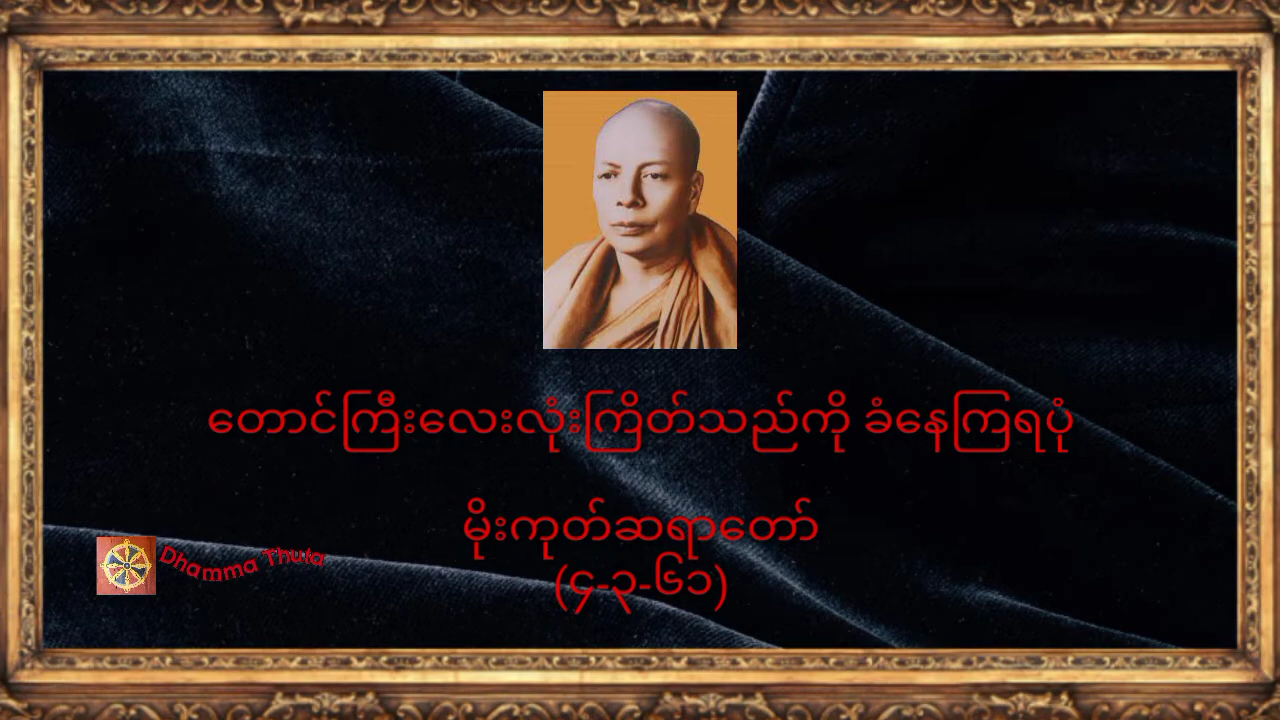 တောင်ကြီးလေးလုံးကြိတ်သည်ကို ခံနေကြရပုံ
မိုးကုတ်ဆရာတော်
(၄-၃-၆၁)
Dhamma Thuta